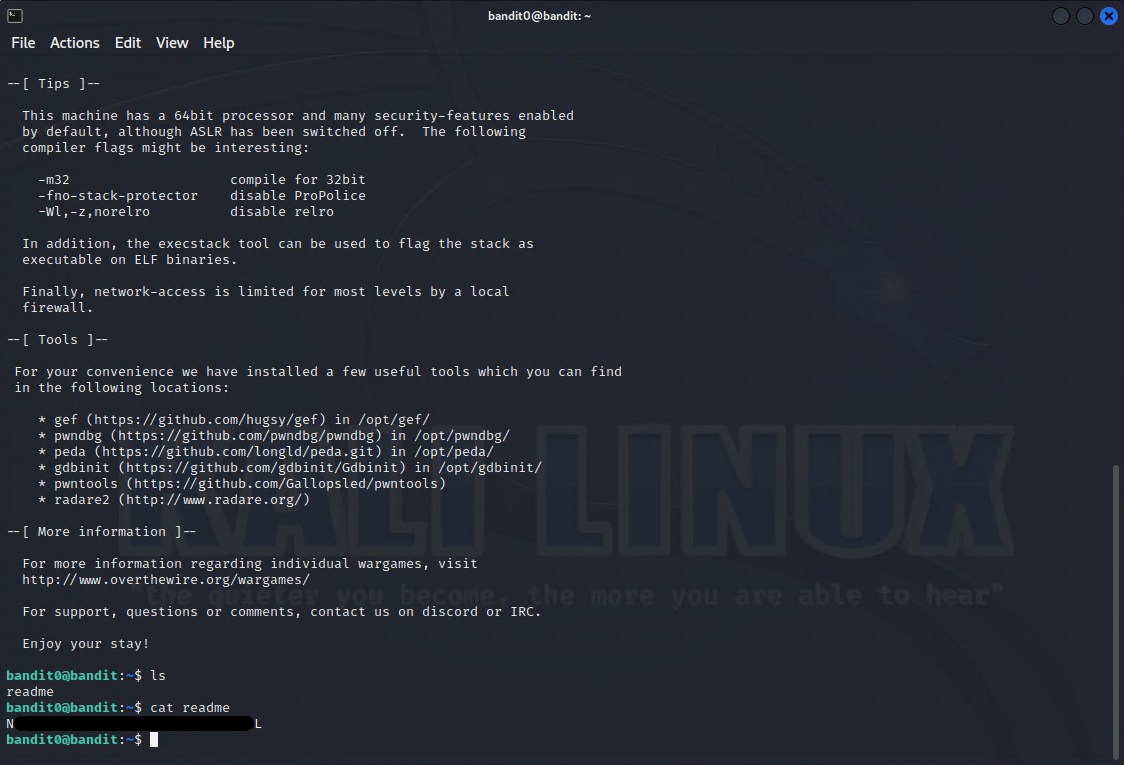 bandit0@bandit: ~
File Actions Edit View Help
--[ Tips ]--
This machine has a 64bit processor and many security-features enabled
by default, although ASLR has been switched off.  The following
compiler flags might be interesting:
-m32                    compile for 32bit
-fno-stack-protector    disable ProPolice
-Wl,-z,norelro          disable relro
In addition, the execstack tool can be used to flag the stack as
executable on ELF binaries.
Finally, network-access is limited for most levels by a local
firewall.
--[ Tools ]--
For your convenience we have installed a few useful tools which you can find
in the following locations:
* gef (https://github.com/hugsy/gef) in /opt/gef/
* pwndbg (https://github.com/pwndbg/pwndbg) in /opt/pwndbg/
* peda (https://github.com/longld/peda.git) in /opt/peda/
* gdbinit (https://github.com/gdbinit/Gdbinit) in /opt/gdbinit/
* pwntools (https://github.com/Gallopsled/pwntools)
* radare2 (http://www.radare.org/)
KALI LINUX
--[ More information ]--
For more information regarding individual wargames, visit
http://www.overthewire.org/wargames/
"the quieter you become, the more you are able to hear"
For support, questions or comments, contact us on discord or IRC.
Enjoy your stay!
bandit0@bandit:~$ ls
readme
bandit0@bandit:~$ cat readme
N L
bandit0@bandit:~$